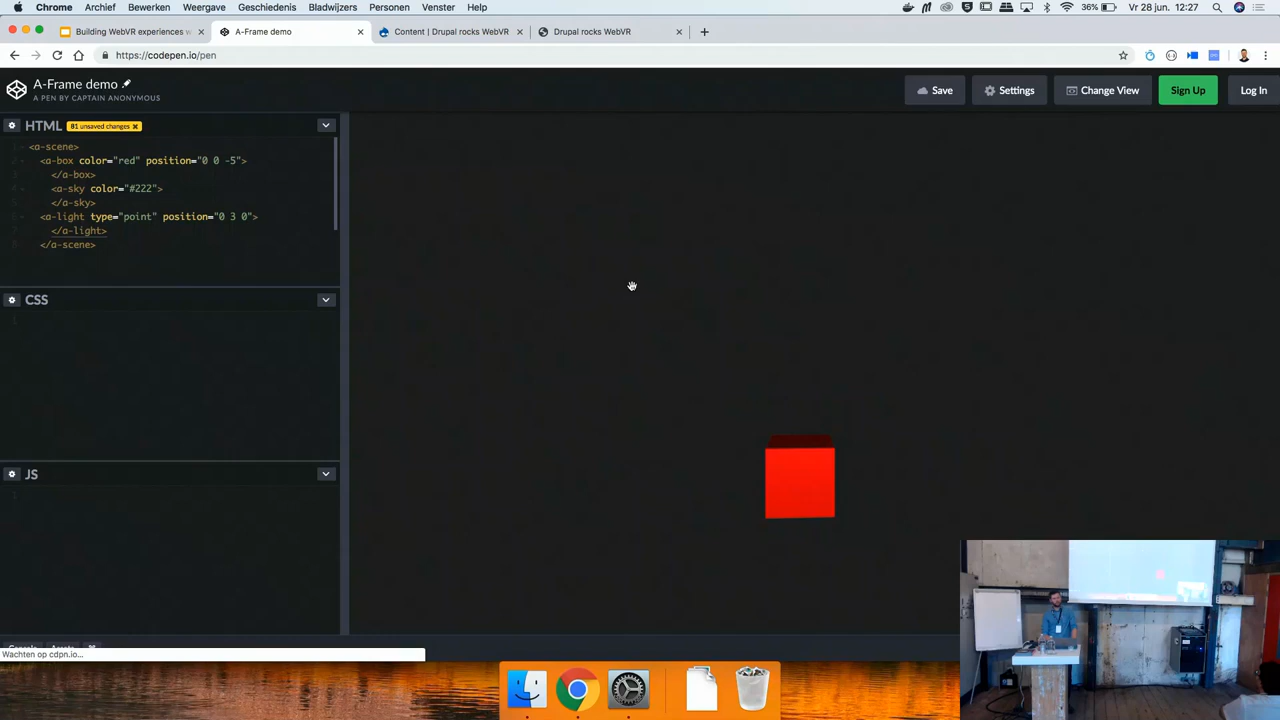 Chrome Archief Bewerken Weergave Geschiedenis Bladwijzers Personen Venster Help
36% Vr 28 jun. 12:27
Building WebVR experiences w
A-Frame demo
Content | Drupal rocks WebVR
Drupal rocks WebVR
https://codepen.io/pen
A-Frame demo
A PEN BY CAPTAIN ANONYMOUS
Save
Settings
Change View
Sign Up
Log In
HTML 81 unsaved changes
<a-scene>
<a-box color="red" position="0 0 -5">
</a-box>
<a-sky color="#222">
</a-sky>
<a-light type="point" position="0 3 0">
</a-light>
</a-scene>
CSS
JS
Wachten op cdpn.io...